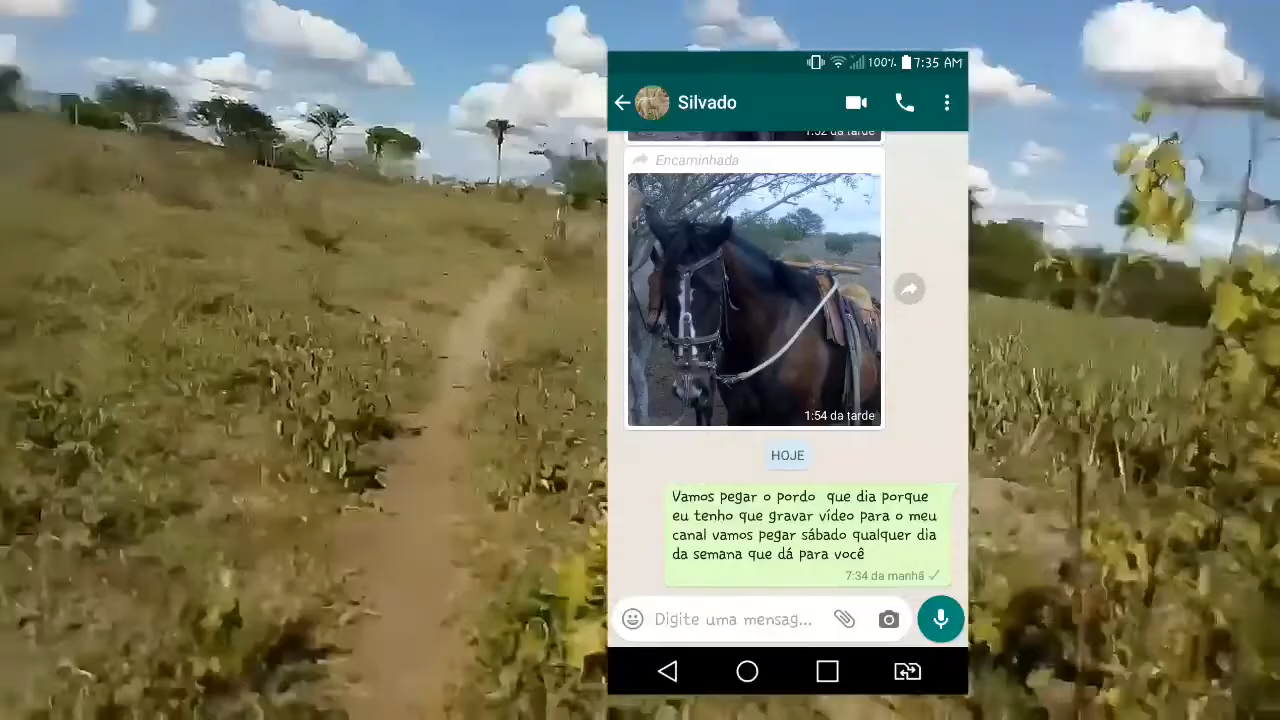 100% 7:35 AM
Silvado
1:52 da tarde
Encaminhada
1:54 da tarde
HOJE
Vamos pegar o pordo  que dia porque
eu tenho que gravar vídeo para o meu
canal vamos pegar sábado qualquer dia
da semana que dá para você
7:34 da manhã
Digite uma mensag...